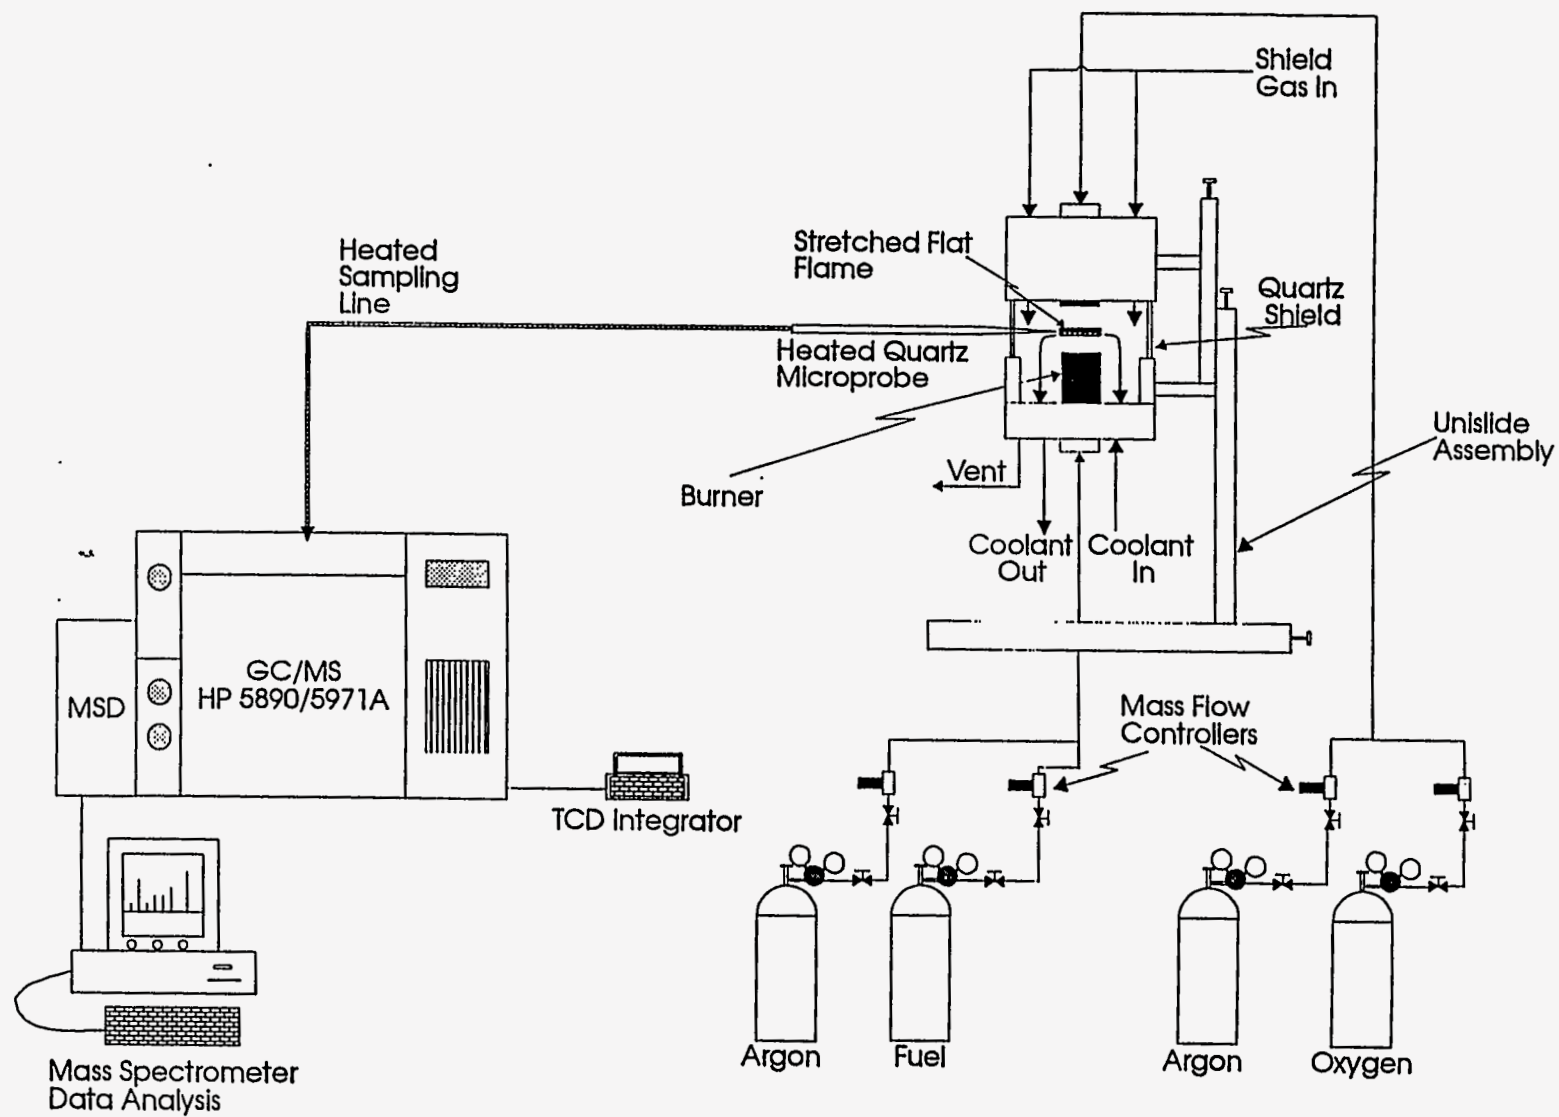 Shield
Gas In
Stretched Flat
Flame
Heated
Sampling
Line
Quartz
Shield
Heated Quartz
Microprobe
Unislide
Assembly
Vent
Burner
Coolant
Out
Coolant
In
GC/MS
HP 5890/5971A
MSD
Mass Flow
Controllers
TCD Integrator
Argon
Fuel
Argon
Oxygen
Mass Spectrometer
Data Analysis